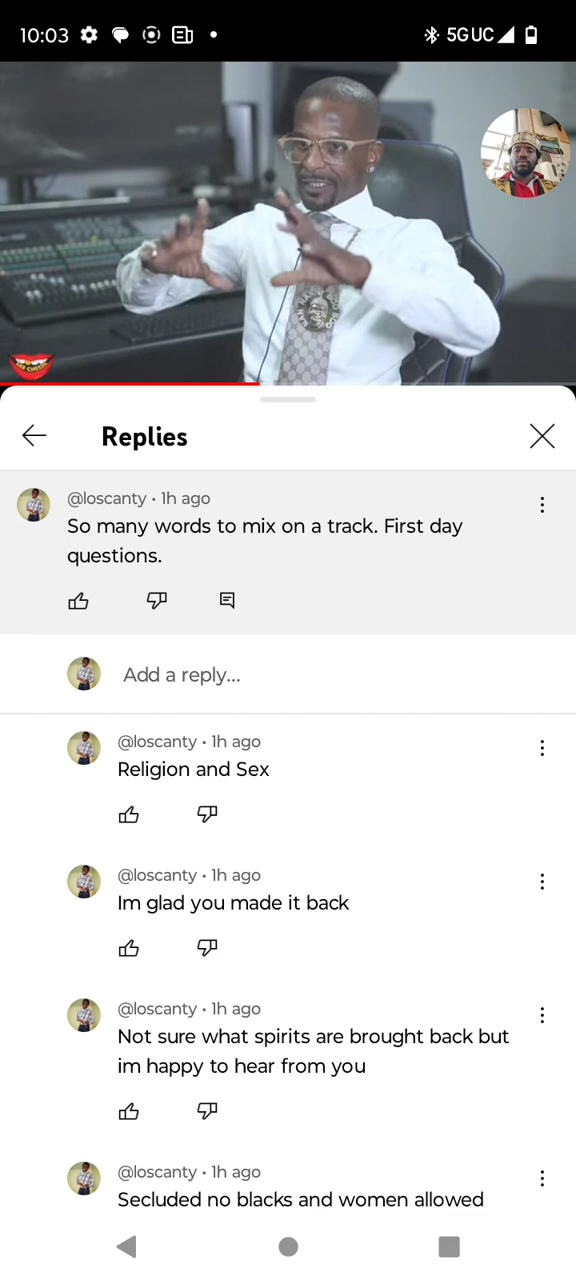 10:03
5G UC
Replies
@loscanty • 1h ago
So many words to mix on a track. First day
questions.
Add a reply...
@loscanty • 1h ago
Religion and Sex
@loscanty • 1h ago
Im glad you made it back
@loscanty • 1h ago
Not sure what spirits are brought back but
im happy to hear from you
@loscanty • 1h ago
Secluded no blacks and women allowed